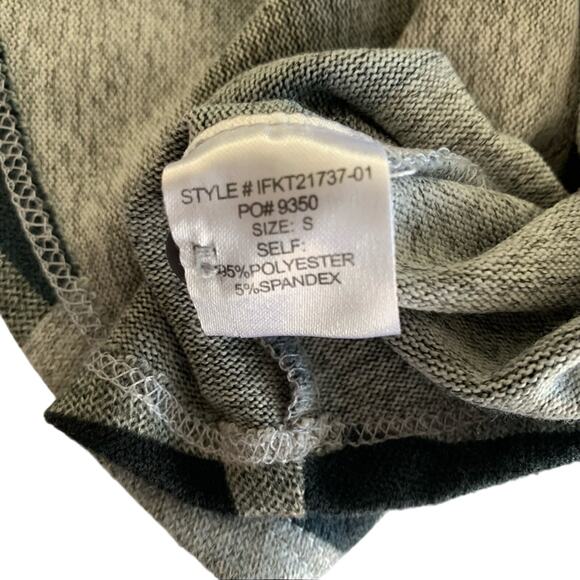 STYLE # IFKT21737-01
PO# 9350
SIZE: S
SELF:
95%POLYESTER
5%SPANDEX